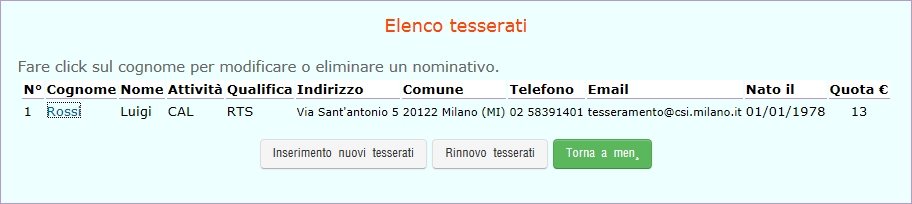 Elenco tesserati
Fare click sul cognome per modificare o eliminare un nominativo.
N° Cognome Nome Attività Qualifica Indirizzo Comune Telefono Email Nato il Quota €
1 Rossi Luigi CAL RTS Via Sant'antonio 5 20122 Milano (MI) 02 58391401 tesseramento@csi.milano.it 01/01/1978 13
Inserimento nuovi tesserati Rinnovo tesserati Torna a men¸